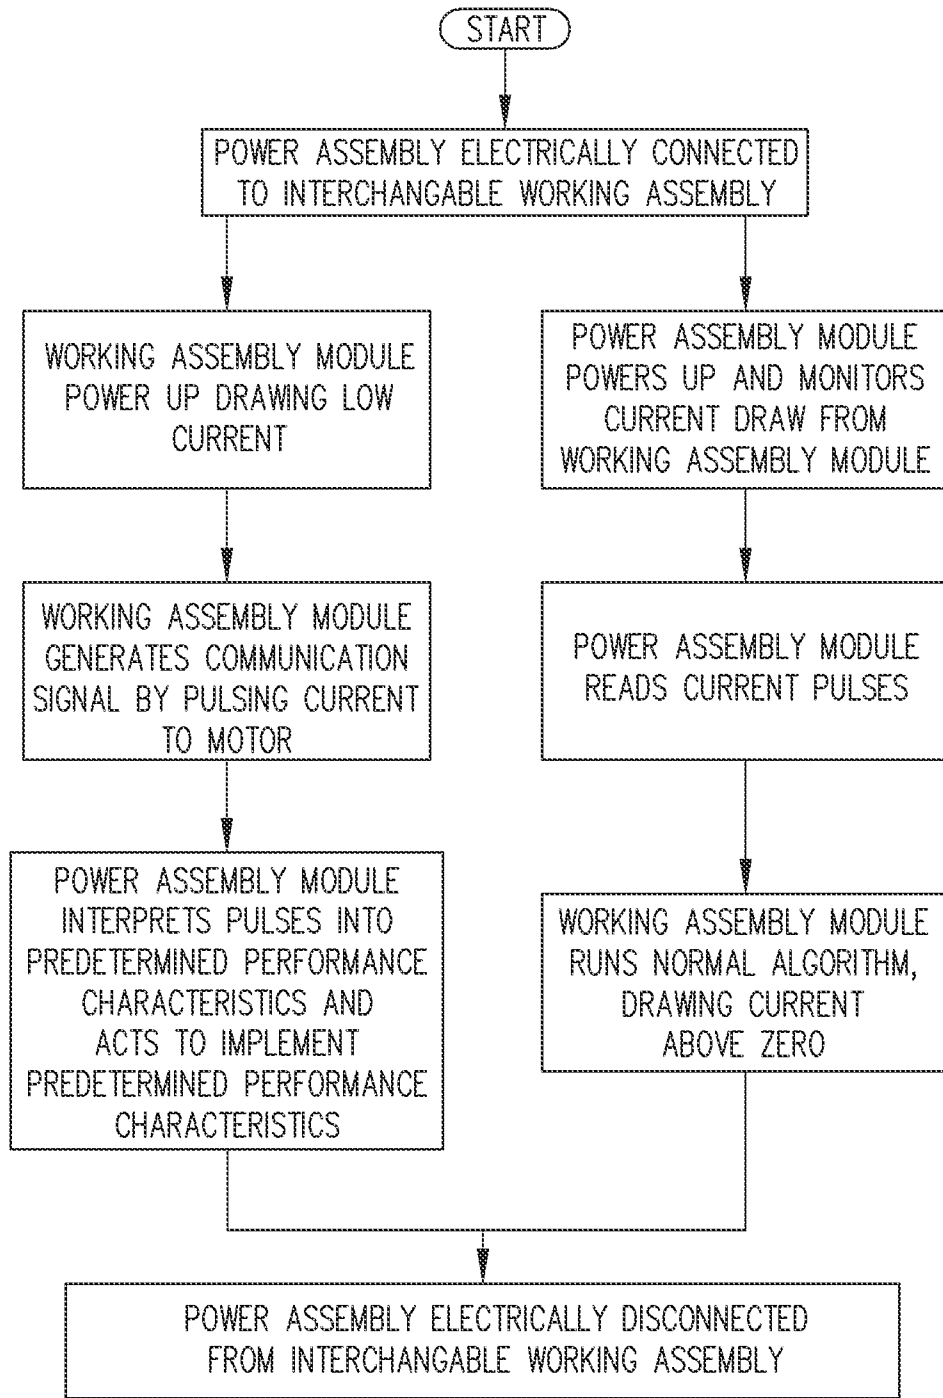 START
POWER ASSEMBLY ELECTRICALLY CONNECTED
TO INTERCHANGABLE WORKING ASSEMBLY
WORKING ASSEMBLY MODULE
POWER UP DRAWING LOW
CURRENT
WORKING ASSEMBLY MODULE
GENERATES COMMUNICATION
SIGNAL BY PULSING CURRENT
TO MOTOR
POWER ASSEMBLY MODULE
INTERPRETS PULSES INTO
PREDETERMINED PERFORMANCE
CHARACTERISTICS AND
ACTS TO IMPLEMENT
PREDETERMINED PERFORMANCE
CHARACTERISTICS
POWER ASSEMBLY MODULE
POWERS UP AND MONITORS
CURRENT DRAW FROM
WORKING ASSEMBLY MODULE
POWER ASSEMBLY MODULE
READS CURRENT PULSES
WORKING ASSEMBLY MODULE
RUNS NORMAL ALGORITHM,
DRAWING CURRENT
ABOVE ZERO
POWER ASSEMBLY ELECTRICALLY DISCONNECTED
FROM INTERCHANGABLE WORKING ASSEMBLY